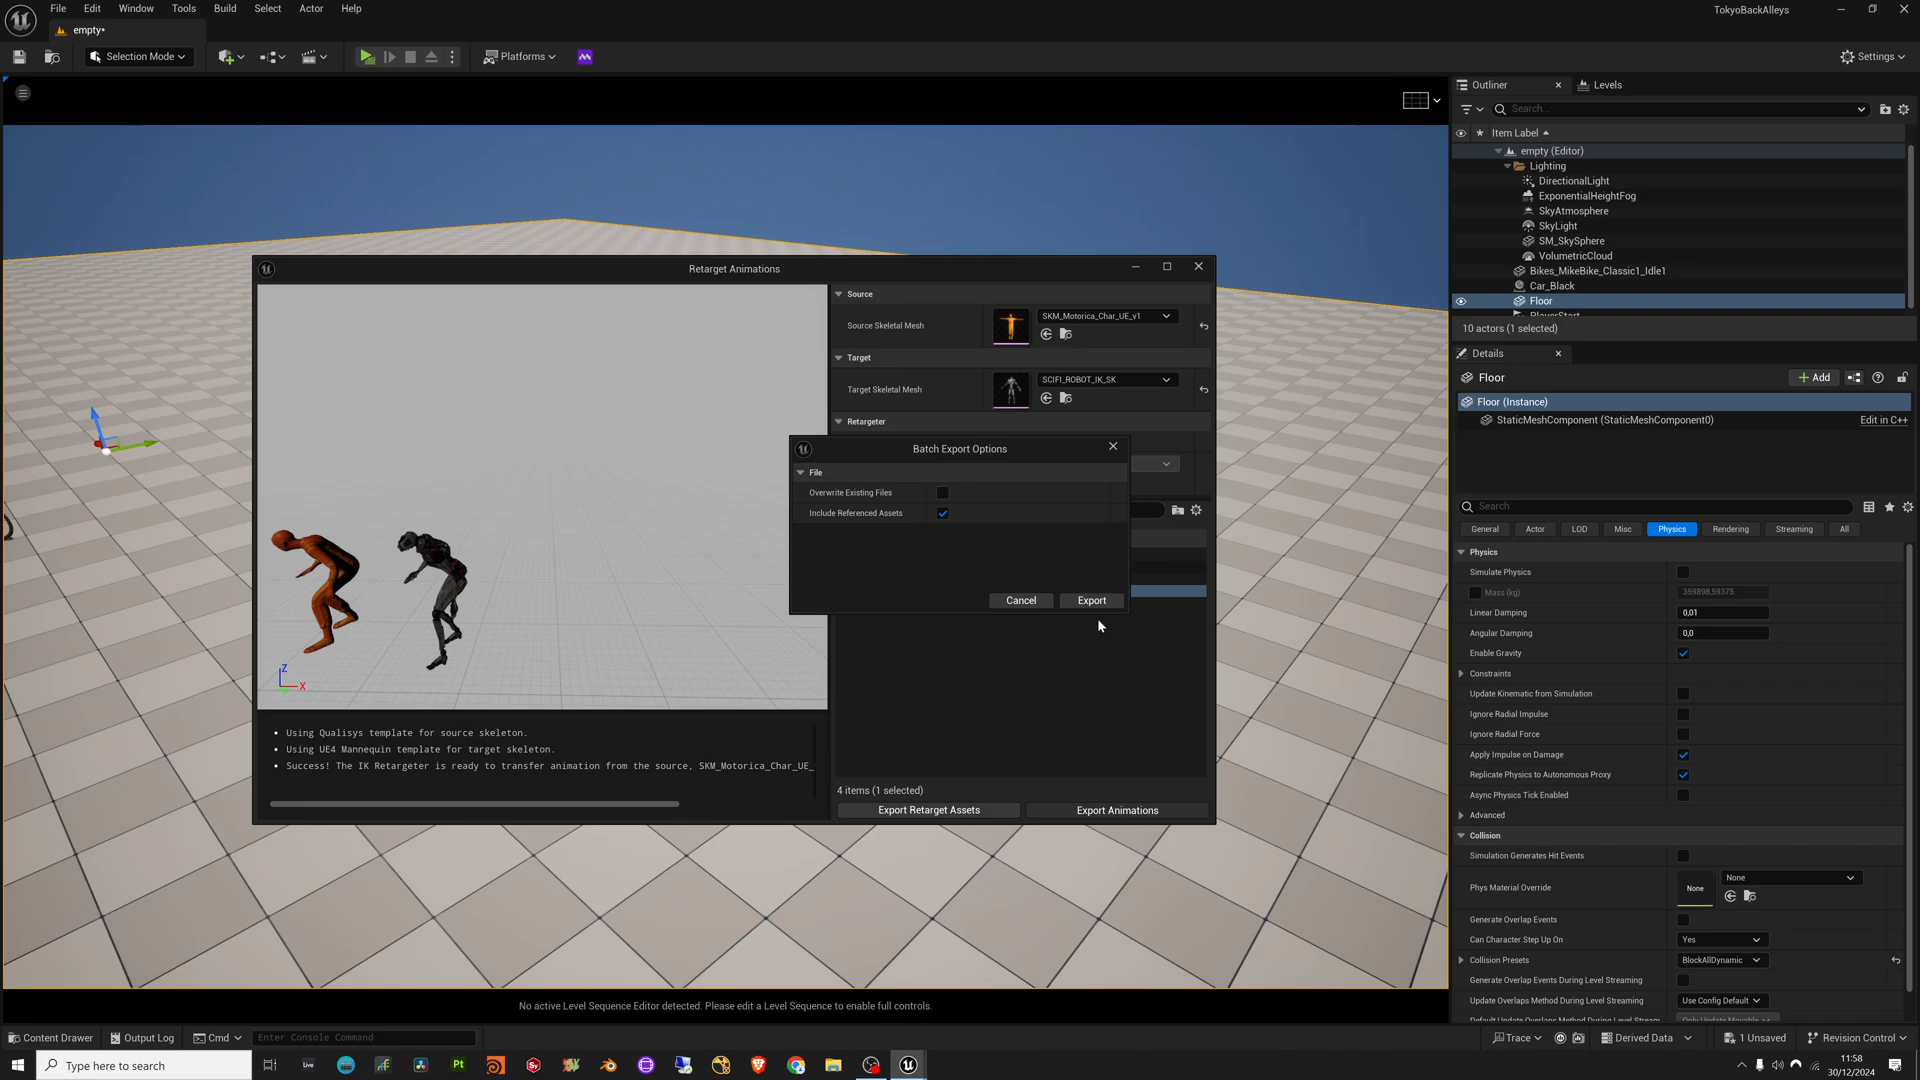 File Edit Window Tools Build Select Actor Help
TokyoBackAlleys
empty•
Selection Mode
Platforms
Settings
Outliner
Levels
Search...
Item Label
empty (Editor)
Lighting
DirectionalLight
ExponentialHeightFog
SkyAtmosphere
SkyLight
SM_SkySphere
VolumetricCloud
Bikes_MikeBike_Classic1_Idle1
Car_Black
Floor
PlayerStart
10 actors (1 selected)
Details
Floor
Add
Floor (Instance)
StaticMeshComponent (StaticMeshComponent0)
Edit in C++
Search
General
Actor
LOD
Misc
Physics
Rendering
Streaming
All
Physics
Simulate Physics
Mass (kg)
359898,59375
Linear Damping
0,01
Angular Damping
0,0
Enable Gravity
Constraints
Update Kinematic from Simulation
Ignore Radial Impulse
Ignore Radial Force
Apply Impulse on Damage
Replicate Physics to Autonomous Proxy
Async Physics Tick Enabled
Advanced
Collision
Simulation Generates Hit Events
Phys Material Override
None
None
Generate Overlap Events
Can Character Step Up On
Yes
Collision Presets
BlockAllDynamic
Generate Overlap Events During Level Streaming
Update Overlaps Method During Level Streaming
Use Config Default
Default Update Overlaps Method During Level Stream
Only Update Movable
Retarget Animations
Source
Source Skeletal Mesh
SKM_Motorica_Char_UE_v1
Target
Target Skeletal Mesh
SCIFI_ROBOT_IK_SK
Retargeter
Batch Export Options
File
Overwrite Existing Files
Include Referenced Assets
Cancel
Export
Z
X
• Using Qualisys template for source skeleton.
• Using UE4 Mannequin template for target skeleton.
• Success! The IK Retargeter is ready to transfer animation from the source, SKM_Motorica_Char_UE_
4 items (1 selected)
Export Retarget Assets
Export Animations
No active Level Sequence Editor detected. Please edit a Level Sequence to enable full controls.
Content Drawer
Output Log
Cmd
Enter Console Command
Trace
Derived Data
1 Unsaved
Revision Control
Type here to search
Live
Pt
Sy
11:58
30/12/2024